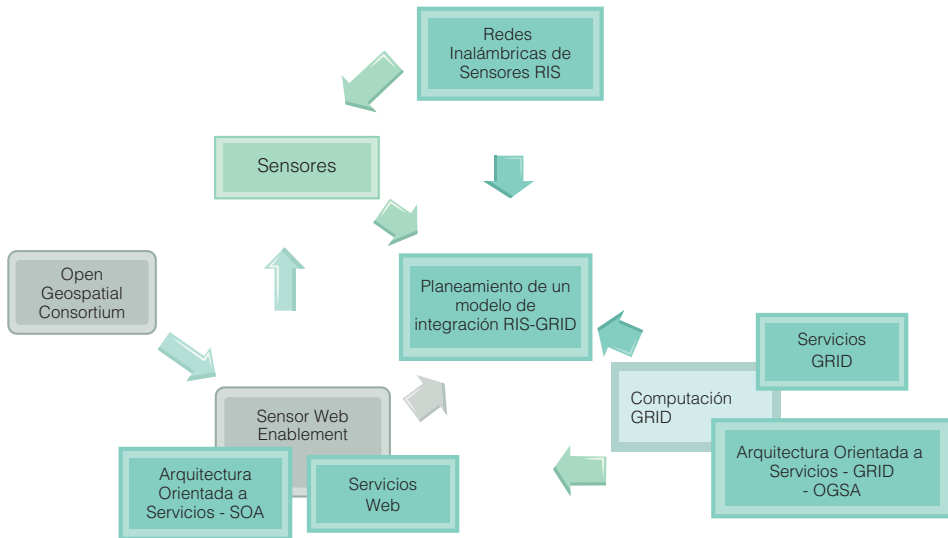 Redes
Inalámbricas de
Sensores RIS
Sensores
Open
Geospatial
Consortium
Planeamiento de un
modelo de
integración RIS-GRID
Servicios
GRID
Computación
GRID
Sensor Web
Enablement
Arquitectura Orientada a
Servicios - GRID
- OGSA
Arquitectura
Orientada a
Servicios - SOA
Servicios
Web